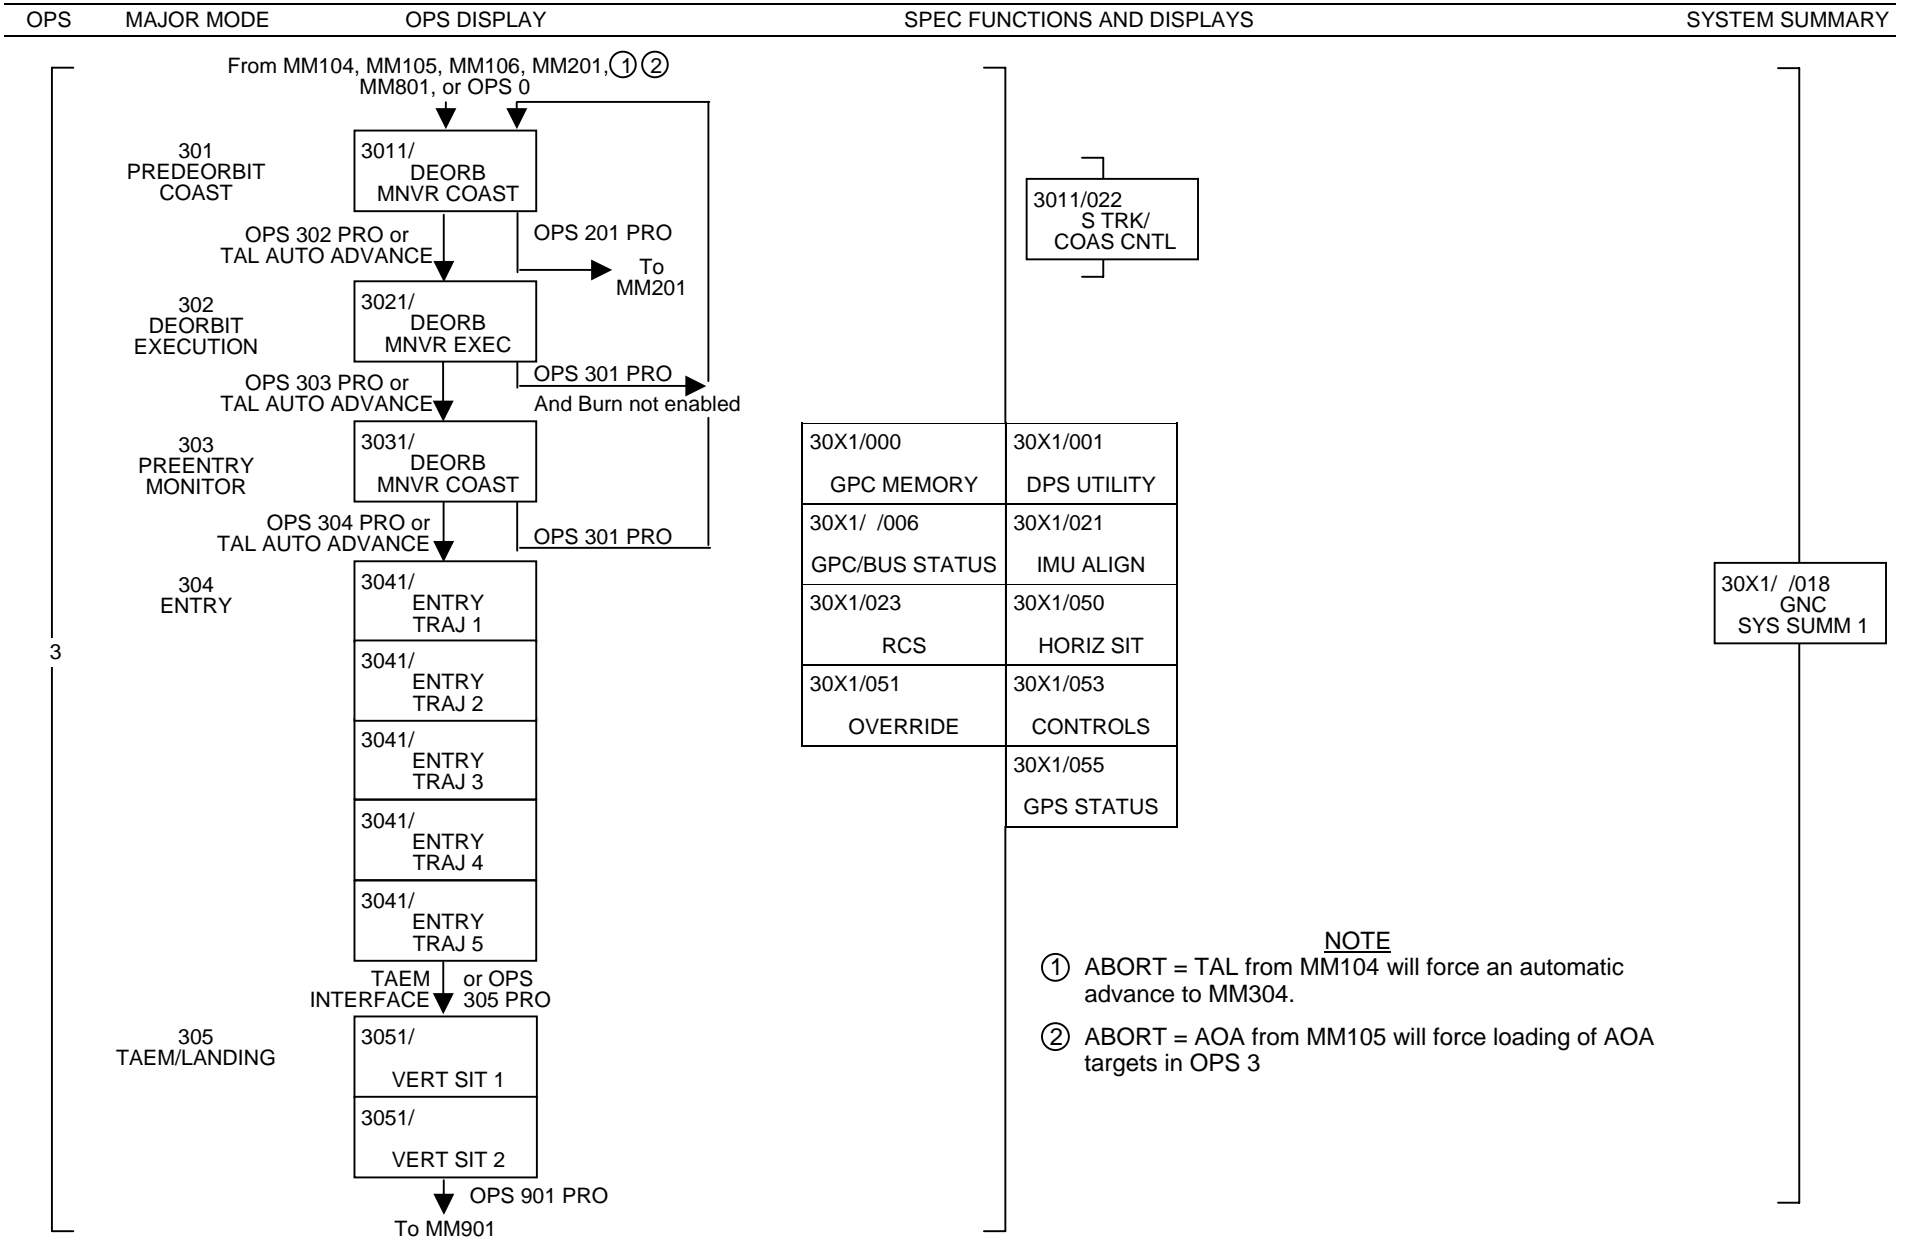 OPS MAJOR MODE OPS DISPLAY SPEC FUNCTIONS AND DISPLAYS SYSTEM SUMMARY
From MM104, MM105, MM106, MM201, ① ②
MM801, or OPS 0
301
PREDEORBIT
COAST
3011/
DEORB
MNVR COAST
3011/022
S TRK/
COAS CNTL
OPS 302 PRO or
TAL AUTO ADVANCE
OPS 201 PRO
To
MM201
302
DEORBIT
EXECUTION
3021/
DEORB
MNVR EXEC
OPS 303 PRO or
TAL AUTO ADVANCE
OPS 301 PRO
And Burn not enabled
303
PREENTRY
MONITOR
3031/
DEORB
MNVR COAST
OPS 304 PRO or
TAL AUTO ADVANCE
OPS 301 PRO
30X1/000
GPC MEMORY
30X1/001
DPS UTILITY
30X1/ /006
GPC/BUS STATUS
30X1/021
IMU ALIGN
30X1/023
RCS
30X1/050
HORIZ SIT
30X1/051
OVERRIDE
30X1/053
CONTROLS
30X1/055
GPS STATUS
30X1/ /018
GNC
SYS SUMM 1
3
304
ENTRY
3041/
ENTRY
TRAJ 1
3041/
ENTRY
TRAJ 2
3041/
ENTRY
TRAJ 3
3041/
ENTRY
TRAJ 4
3041/
ENTRY
TRAJ 5
TAEM
INTERFACE
or OPS
305 PRO
305
TAEM/LANDING
3051/
VERT SIT 1
3051/
VERT SIT 2
OPS 901 PRO
To MM901
NOTE
① ABORT = TAL from MM104 will force an automatic
advance to MM304.
② ABORT = AOA from MM105 will force loading of AOA
targets in OPS 3